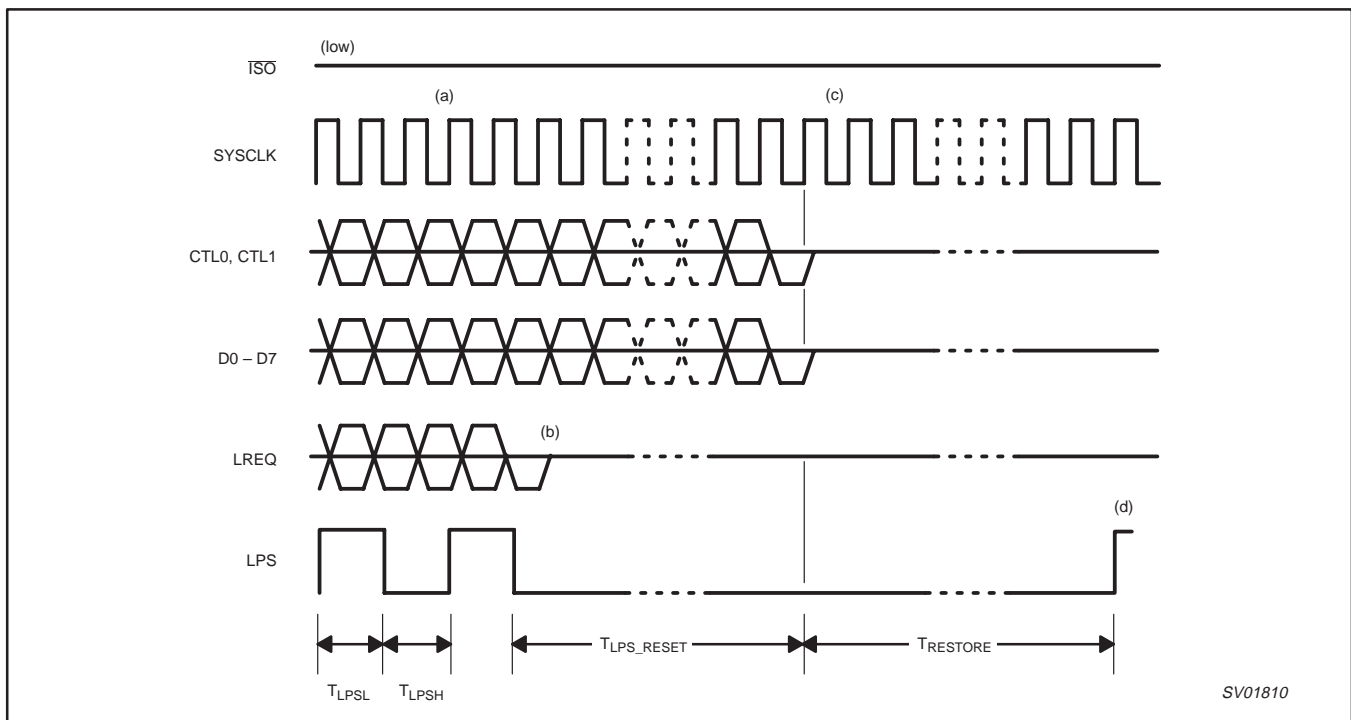 (low)
ISO
(a)
(c)
SYSCLK
CTL0, CTL1
D0 – D7
(b)
LREQ
(d)
LPS
TLPS_RESET
TRESTORE
TLPSL
TLPSH
SV01810